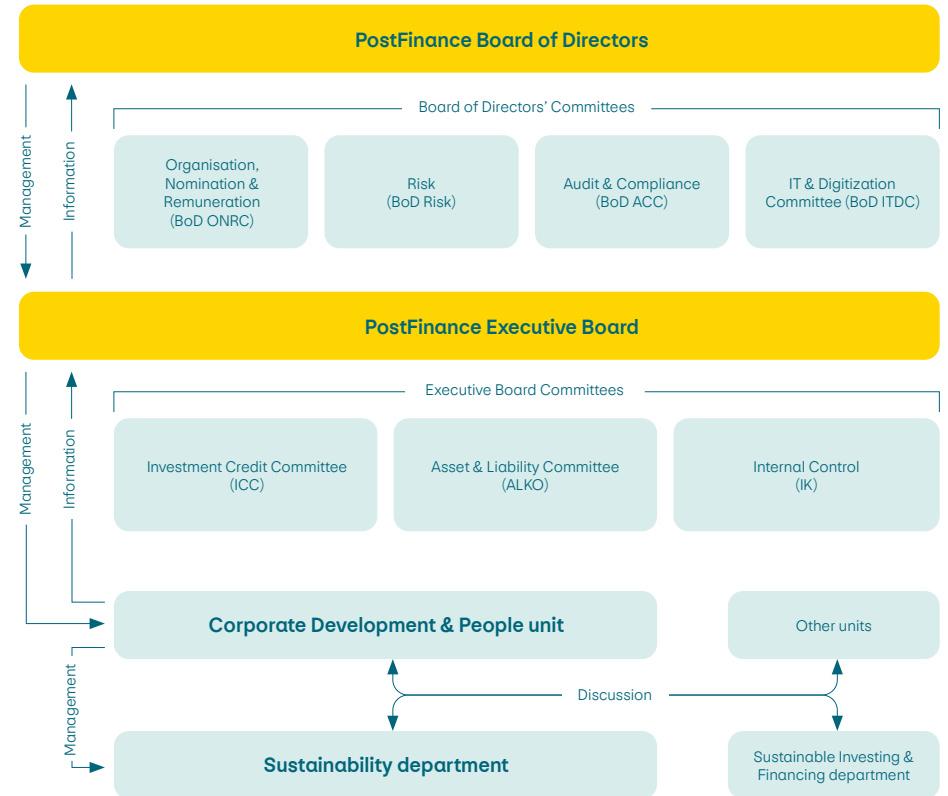 PostFinance Board of Directors
Management
Information
Board of Directors’ Committees
Organisation,
Nomination &
Remuneration
(BoD ONRC)
Risk
(BoD Risk)
Audit & Compliance
(BoD ACC)
IT & Digitization
Committee (BoD ITDC)
PostFinance Executive Board
Management
Information
Executive Board Committees
Investment Credit Committee
(ICC)
Asset & Liability Committee
(ALKO)
Internal Control
(IK)
Corporate Development & People unit
Other units
Management
Discussion
Sustainability department
Sustainable Investing &
Financing department